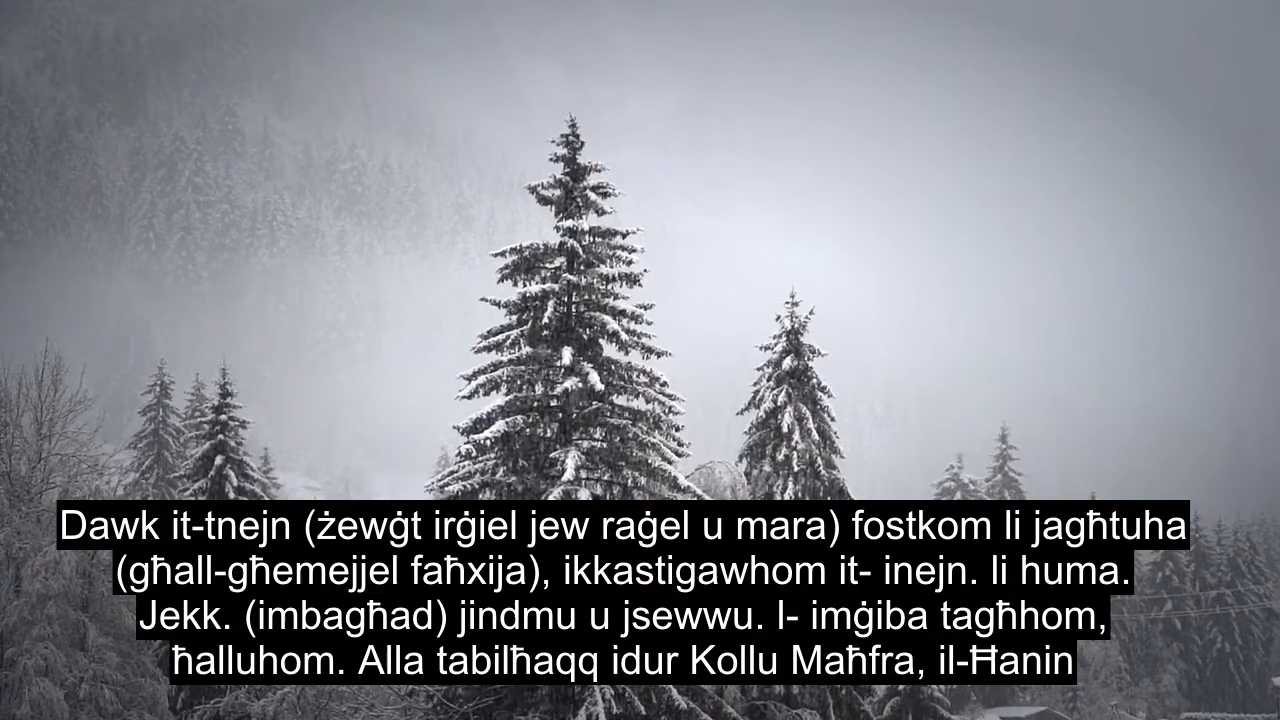 Dawk it-tnejn (żewġt irġiel jew raġel u mara) fostkom li jagħtuha
(għall-għemejjel faħxija), ikkastigawhom it- inejn. li huma.
Jekk. (imbagħad) jindmu u jsewwu. l- imġiba tagħhom,
ħalluhom. Alla tabilħaqq idur Kollu Maħfra, il-Ħanin